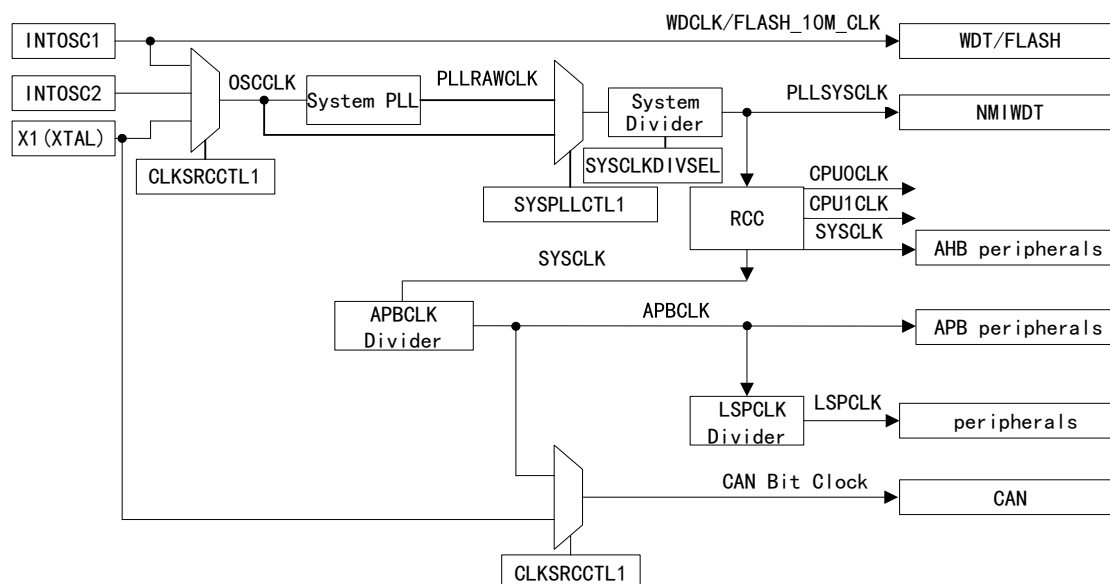 WDCLK/FLASH_10M_CLK
INTOSC1
WDT/FLASH
OSCCLK
PLLRAWCLK
INTOSC2
System PLL
System
Divider
PLLSYSCLK
NMIWDT
X1(XTAL)
CLKSRCCTL1
SYSCLKDIVSEL
SYSPLLCTL1
RCC
CPU0CLK
CPU1CLK
SYSCLK
AHB peripherals
SYSCLK
APBCLK
Divider
APBCLK
APB peripherals
LSPCLK
Divider
LSPCLK
peripherals
CAN Bit Clock
CAN
CLKSRCCTL1